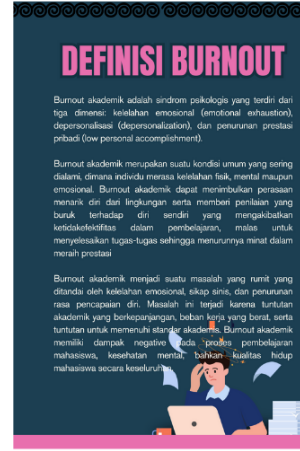 DEFINISI BURNOUT
Burnout akademik adalah sindrom psikologis yang terdiri dari
tiga dimensi: kelelahan emosional (emotional exhaustion),
depersonalisasi (depersonalization), dan penurunan prestasi
pribadi (low personal accomplishment).
Burnout akademik merupakan suatu kondisi umum yang sering
dialami, dimana individu merasa kelelahan fisik, mental maupun
emosional. Burnout akademik dapat menimbulkan perasaan
menarik diri dari lingkungan serta memberi penilaian yang
buruk terhadap diri sendiri yang mengakibatkan
ketidakefektifitas dalam pembelajaran, malas untuk
menyelesaikan tugas-tugas sehingga menurunnya minat dalam
meraih prestasi
Burnout akademik menjadi suatu masalah yang rumit yang
ditandai oleh kelelahan emosional, sikap sinis, dan penurunan
rasa pencapaian diri. Masalah ini terjadi karena tuntutan
akademik yang berkepanjangan, beban kerja yang berat, serta
tuntutan untuk memenuhi standar akademis. Burnout akademik
memiliki dampak negative pada proses pembelajaran
mahasiswa, kesehatan mental, bahkan kualitas hidup
mahasiswa secara keseluruhan.